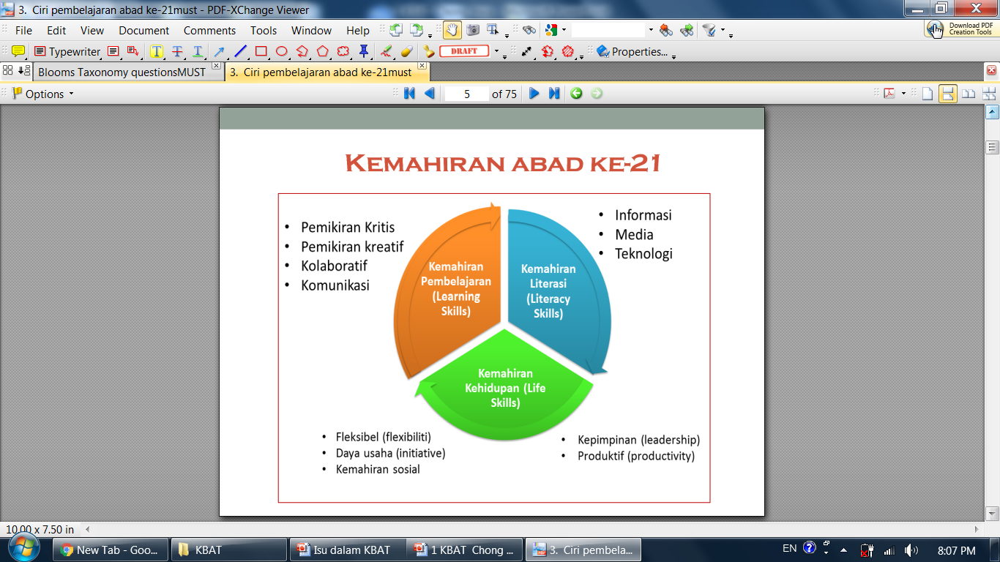 3. Ciri pembelajaran abad ke-21must - PDF-XChange Viewer
File Edit View Document Comments Tools Window Help
Download PDF
Creation Tools
Typewriter
DRAFT
Properties...
Blooms Taxonomy questionsMUST
3. Ciri pembelajaran abad ke-21must
Options
5 of 75
KEMAHIRAN ABAD KE-21
• Pemikiran Kritis
• Pemikiran kreatif
• Kolaboratif
• Komunikasi
Kemahiran
Pembelajaran
(Learning
Skills)
Kemahiran
Literasi
(Literacy
Skills)
• Informasi
• Media
• Teknologi
Kemahiran
Kehidupan (Life
Skills)
• Fleksibel (flexibiliti)
• Daya usaha (initiative)
• Kemahiran sosial
• Kepimpinan (leadership)
• Produktif (productivity)
10.00 x 7.50 in
New Tab - Goo...
KBAT
Isu dalam KBAT
1 KBAT Chong ...
3. Ciri pembela...
EN
8:07 PM